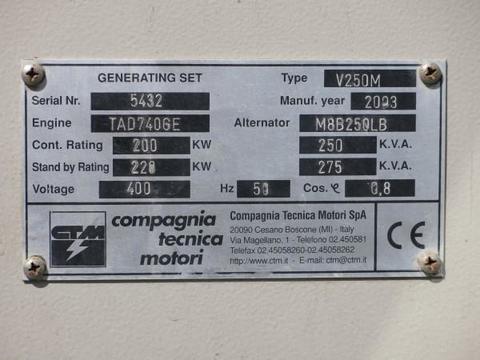 GENERATING SET Type V250M
Serial Nr. 5432 Manuf. year 2003
Engine TAD740GE Alternator M8B250LB
Cont. Rating 200 KW 250 K.V.A.
Stand by Rating 220 KW 275 K.V.A.
Voltage 400 Hz 50 Cos. φ 0,8
CTM compagnia tecnica motori
Compagnia Tecnica Motori SpA
20090 Cesano Boscone (MI) - Italy
Via Magellano, 1 - Telefono 02.450581
Telefax 02.45058260-02.45058262
http://www.ctm.it - E-mail: ctm@ctm.it
CE